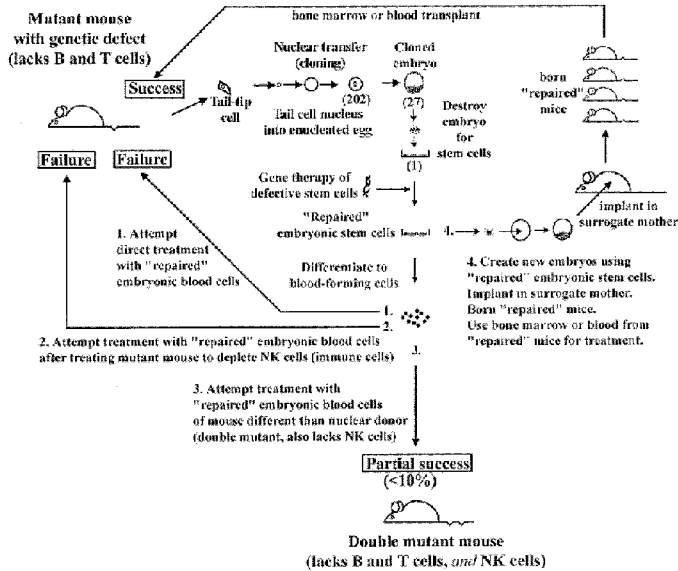 bone marrow or blood transplant
Mutant mouse
with genetic defect
(lacks B and T cells)
Success
Tail-tip
cell
Nuclear transfer
(cloning)
(202)
Tail cell nucleus
into enucleated egg
Cloned
embryo
(27)
Destroy
embryo
for
stem cells
(1)
born
"repaired"
mice
Failure
Failure
Gene therapy of
defective stem cells
implant in
surrogate mother
"Repaired"
embryonic stem cells
4.
1. Attempt
direct treatment
with "repaired"
embryonic blood cells
Differentiate to
blood-forming cells
4. Create new embryos using
"repaired" embryonic stem cells.
Implant in surrogate mother.
Born "repaired" mice.
Use bone marrow or blood from
"repaired" mice for treatment.
1.
2.
3.
2. Attempt treatment with "repaired" embryonic blood cells
after treating mutant mouse to deplete NK cells (immune cells)
3. Attempt treatment with
"repaired" embryonic blood cells
of mouse different than nuclear donor
(double mutant, also lacks NK cells)
Partial success
(<10%)
Double mutant mouse
(lacks B and T cells, and NK cells)